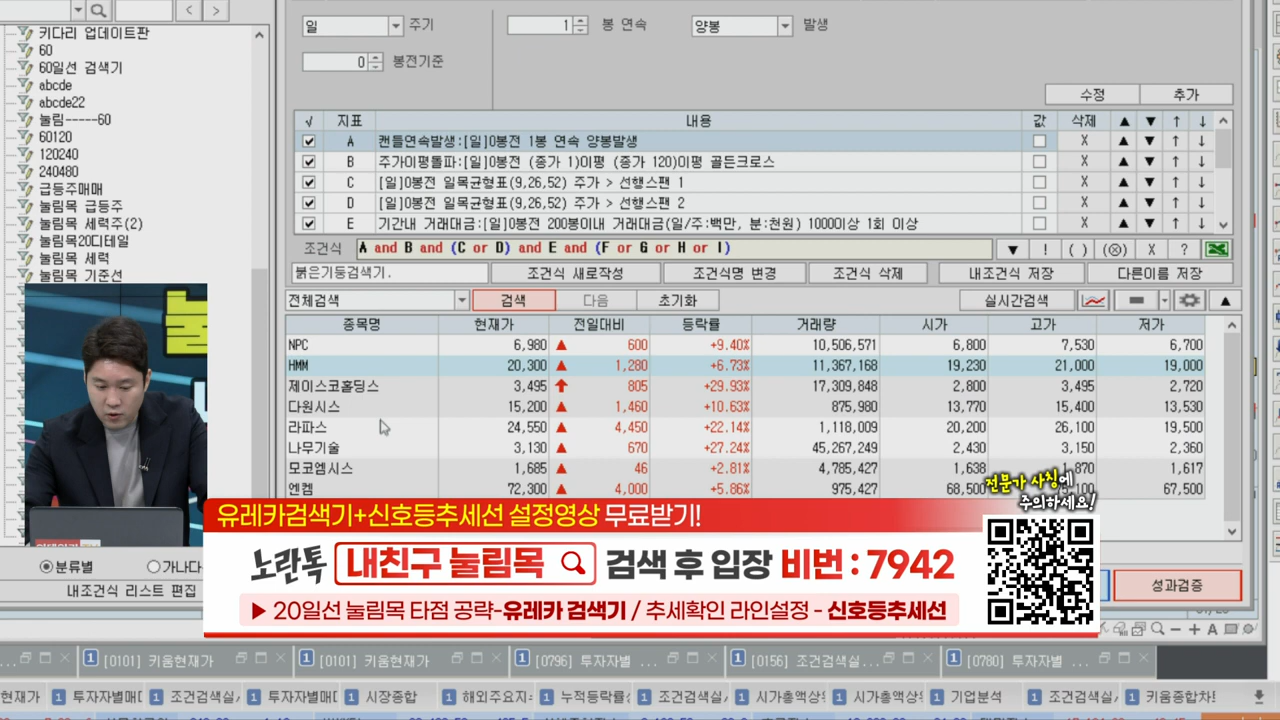 일 주기 1 봉 연속 양봉 발생
0 봉전기준
키다리 업데이트판
60
60일선 검색기
abcde
abcde22
눌림-----60
60120
120240
240480
급등주매매
눌림목 급등주
눌림목 세력주(2)
눌림목20디테일
눌림목 세력
눌림목 기준선
분류별 가나다
내조건식 리스트 편집
수정 추가
√ 지표 내용 값 삭제 ▲ ▼ ↑ ↓
A 캔들연속발생:[일]0봉전 1봉 연속 양봉발생 X ▲ ▼ ↑ ↓
B 주가이평돌파:[일]0봉전 (종가 1)이평 (종가 120)이평 골든크로스 X ▲ ▼ ↑ ↓
C [일]0봉전 일목균형표(9,26,52) 주가 > 선행스팬 1 X ▲ ▼ ↑ ↓
D [일]0봉전 일목균형표(9,26,52) 주가 > 선행스팬 2 X ▲ ▼ ↑ ↓
E 기간내 거래대금:[일]0봉전 200봉이내 거래대금(일/주:백만, 분:천원) 10000이상 1회 이상 X ▲ ▼ ↑ ↓
조건식 A and B and (C or D) and E and (F or G or H or I) ▼ ! ( ) (⊗) X ?
붉은기둥검색기. 조건식 새로작성 조건식명 변경 조건식 삭제 내조건식 저장 다른이름 저장
전체검색 검색 다음 초기화 실시간검색 ▲
종목명 현재가 전일대비 등락률 거래량 시가 고가 저가
NPC 6,980 ▲ 600 +9.40% 10,506,571 6,800 7,530 6,700
HMM 20,300 ▲ 1,280 +6.73% 11,367,168 19,230 21,000 19,000
제이스코홀딩스 3,495 ↑ 805 +29.93% 17,309,848 2,800 3,495 2,720
다원시스 15,200 ▲ 1,460 +10.63% 875,980 13,770 15,400 13,530
라파스 24,550 ▲ 4,450 +22.14% 1,118,009 20,200 26,100 19,500
나무기술 3,130 ▲ 670 +27.24% 45,267,249 2,430 3,150 2,360
모코엠시스 1,685 ▲ 46 +2.81% 4,785,427 1,638 870 1,617
엔켐 72,300 ▲ 4,000 +5.86% 975,427 68,500 100 67,500
전문가 사칭에
주의하세요!
유레카검색기+신호등추세선 설정영상 무료받기!
노란톡 내친구 눌림목 검색 후 입장 비번 : 7942
▶ 20일선 눌림목 타점 공략-유레카 검색기 / 추세확인 라인설정 - 신호등추세선
성과검증
... 1 [0101] 키움현재가 1 [0101] 키움현재가 1 [0796] 투자자별 ... 1 [0156] 조건검색실... 1 [0780] 투자자별 ...
현재가 1 투자자별매 1 조건검색실 1 투자자별매 1 시장종합 1 해외주요지 1 누적등락률 1 조건검색실 1 시가총액상 1 시가총액상 1 기업분석 1 조건검색실 1 키움종합차